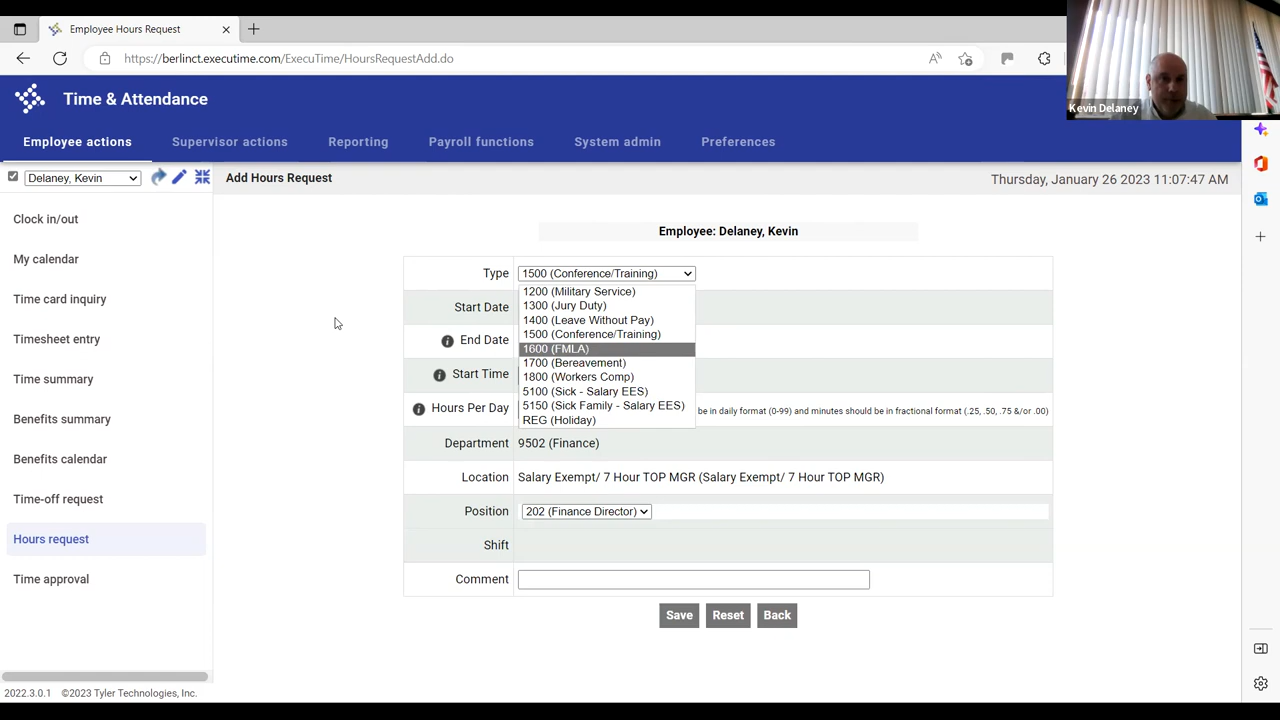 Employee Hours Request
https://berlinct.executime.com/ExecuTime/HoursRequestAdd.do
Kevin Delaney
Time & Attendance
Employee actions
Supervisor actions
Reporting
Payroll functions
System admin
Preferences
Delaney, Kevin
Add Hours Request
Thursday, January 26 2023 11:07:47 AM
Clock in/out
My calendar
Time card inquiry
Timesheet entry
Time summary
Benefits summary
Benefits calendar
Time-off request
Hours request
Time approval
Employee: Delaney, Kevin
Type 1500 (Conference/Training)
1200 (Military Service)
1300 (Jury Duty)
1400 (Leave Without Pay)
1500 (Conference/Training)
1600 (FMLA)
1700 (Bereavement)
1800 (Workers Comp)
5100 (Sick - Salary EES)
5150 (Sick Family - Salary EES)
REG (Holiday)
Start Date
End Date
Start Time
Hours Per Day be in daily format (0-99) and minutes should be in fractional format (.25, .50, .75 &/or .00)
Department 9502 (Finance)
Location Salary Exempt/ 7 Hour TOP MGR (Salary Exempt/ 7 Hour TOP MGR)
Position 202 (Finance Director)
Shift
Comment
Save Reset Back
2022.3.0.1 ©2023 Tyler Technologies, Inc.